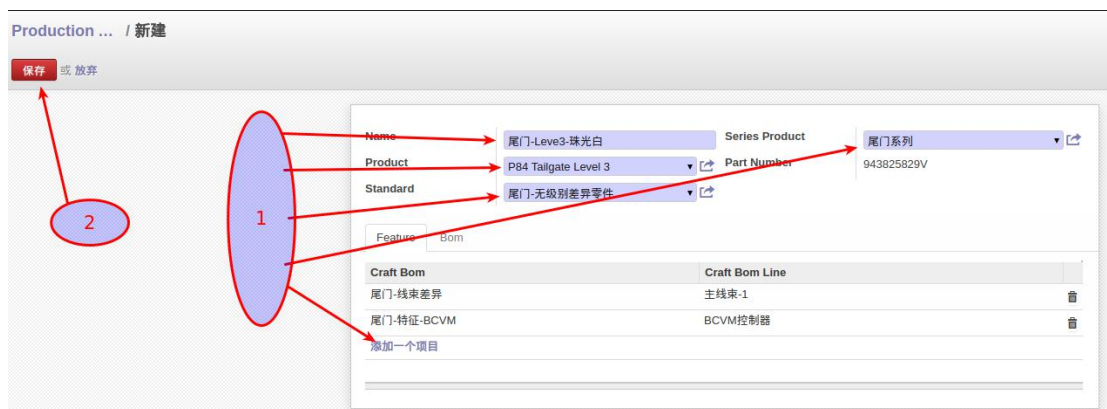 Production ... / 新建
保存 或 放弃
Name 尾门-Leve3-珠光白 Series Product 尾门系列
Product P84 Tailgate Level 3 Part Number 943825829V
Standard 尾门-无级别差异零件
1
2
Feature Bom
Craft Bom Craft Bom Line
尾门-线束差异 主线束-1
尾门-特征-BCVM BCVM控制器
添加一个项目